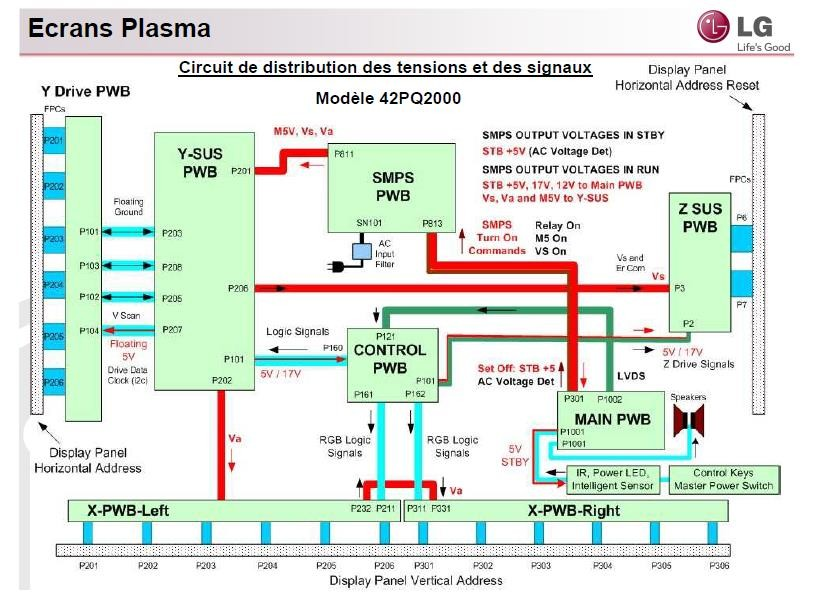 Ecrans Plasma
LG
Life's Good
Circuit de distribution des tensions et des signaux
Modèle 42PQ2000
Display Panel
Horizontal Address Reset
Y Drive PWB
FPCs
P201
P202
P203
P204
P205
P206
Floating
Ground
P101
P103
P102
P104
V Scan
Floating
5V
Drive Data
Clock (I2c)
Display Panel
Horizontal Address
Y-SUS
PWB
P201
P203
P208
P205
P206
P207
P101
P202
M5V, Vs, Va
P811
SMPS
PWB
SN101
P813
AC
Input
Filter
SMPS OUTPUT VOLTAGES IN STBY
STB +5V (AC Voltage Det)
SMPS OUTPUT VOLTAGES IN RUN
STB +5V, 17V, 12V to Main PWB
Vs, Va and M5V to Y-SUS
SMPS
Turn On
Commands
Relay On
M5 On
VS On
Vs and
Er Com
Vs
FPCs
Z SUS
PWB
P6
P7
P3
P2
5V / 17V
Z Drive Signals
Logic Signals
P160
5V / 17V
P121
CONTROL
PWB
P101
P161
P162
Set Off: STB +5
AC Voltage Det
LVDS
P301
P1002
MAIN PWB
P1001
P1001
Speakers
5V
STBY
IR, Power LED,
Intelligent Sensor
Control Keys
Master Power Switch
Va
RGB Logic
Signals
RGB Logic
Signals
Va
X-PWB-Left
P232
P211
P311
P331
X-PWB-Right
P201
P202
P203
P205
P206
P301
P302
P303
P304
P305
P306
Display Panel Vertical Address